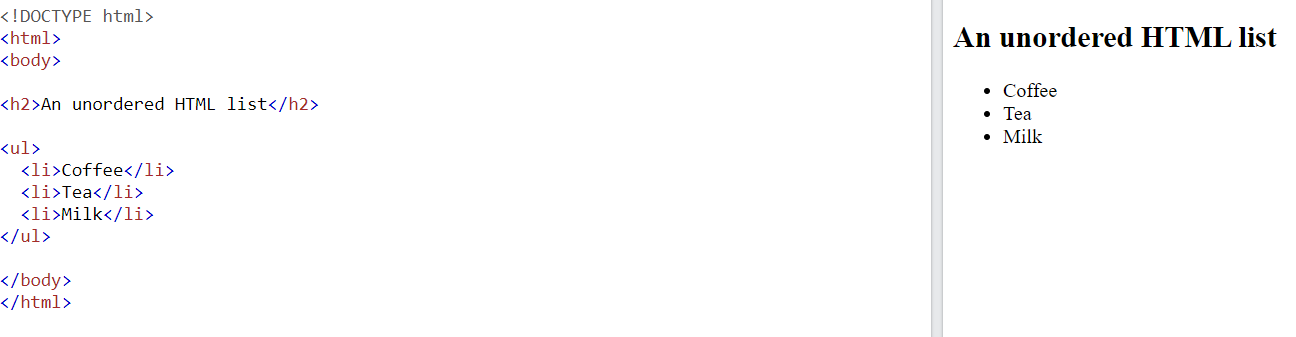 <!DOCTYPE html>
<html>
<body>
<h2>An unordered HTML list</h2>
<ul>
  <li>Coffee</li>
  <li>Tea</li>
  <li>Milk</li>
</ul>
</body>
</html>
An unordered HTML list
• Coffee
• Tea
• Milk